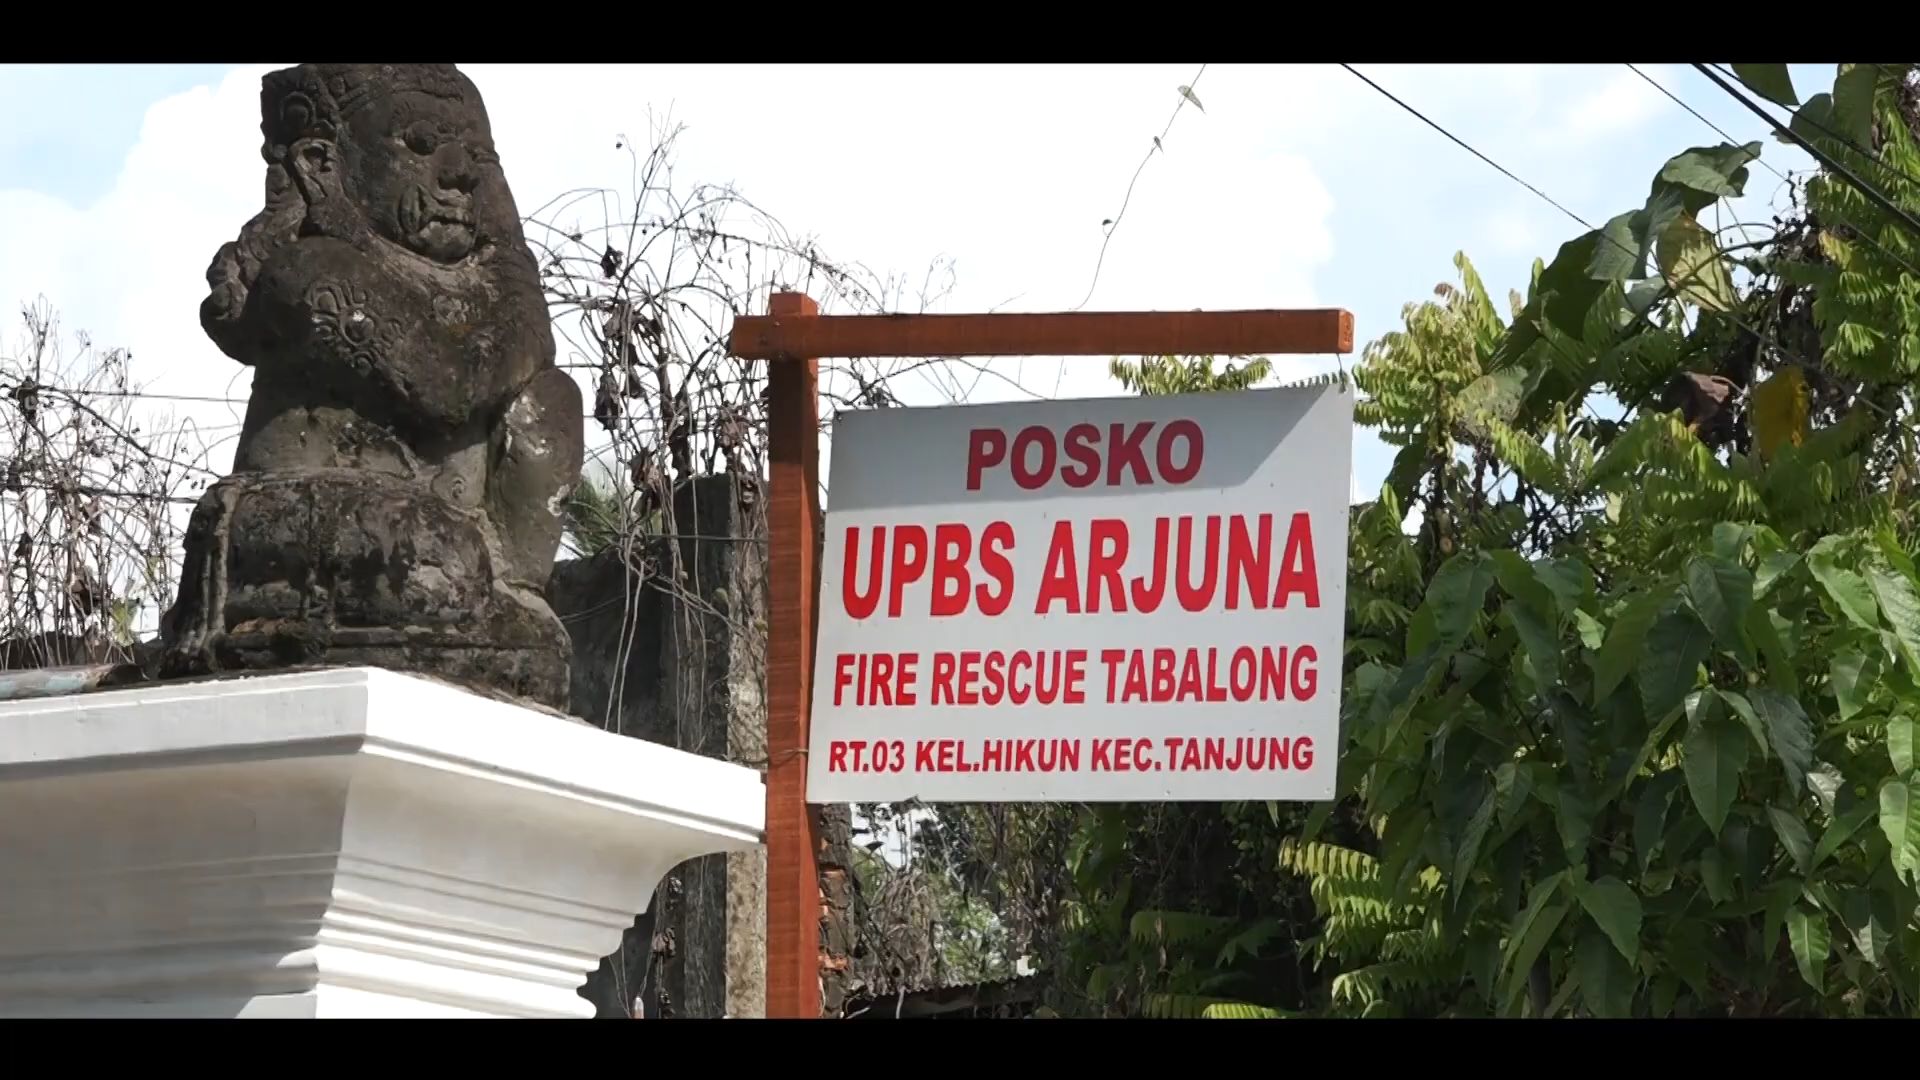 POSKO
UPBS ARJUNA
FIRE RESCUE TABALONG
RT.03 KEL.HIKUN KEC.TANJUNG